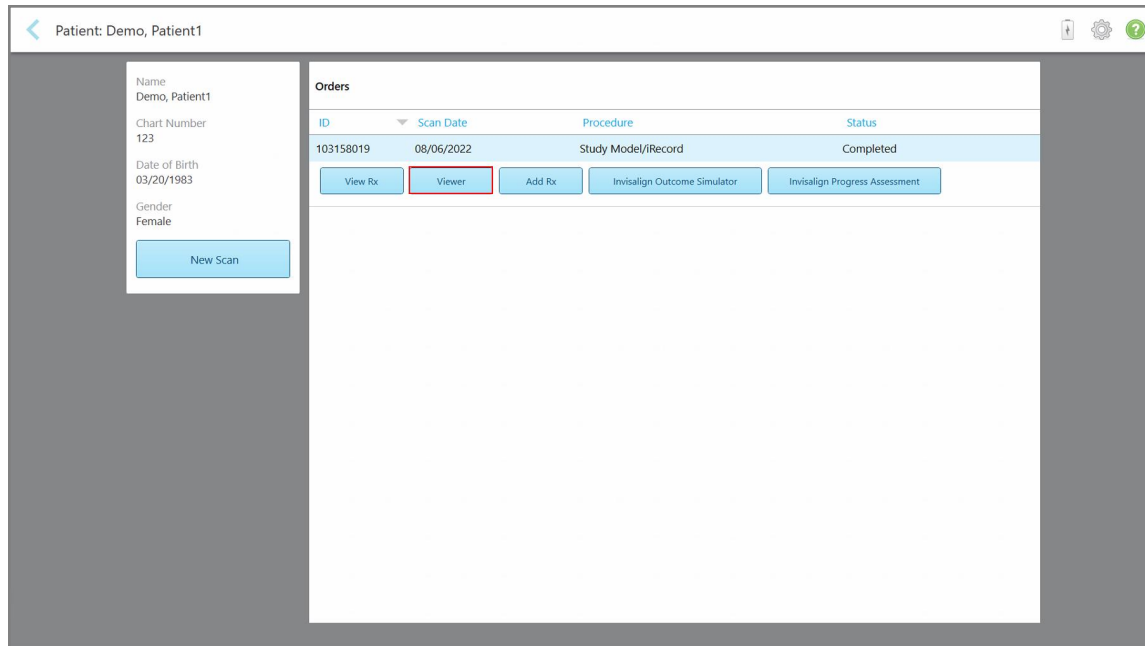 Patient: Demo, Patient1
?
Name
Demo, Patient1
Chart Number
123
Date of Birth
03/20/1983
Gender
Female
New Scan
Orders
ID Scan Date Procedure Status
103158019 08/06/2022 Study Model/iRecord Completed
View Rx Viewer Add Rx Invisalign Outcome Simulator Invisalign Progress Assessment